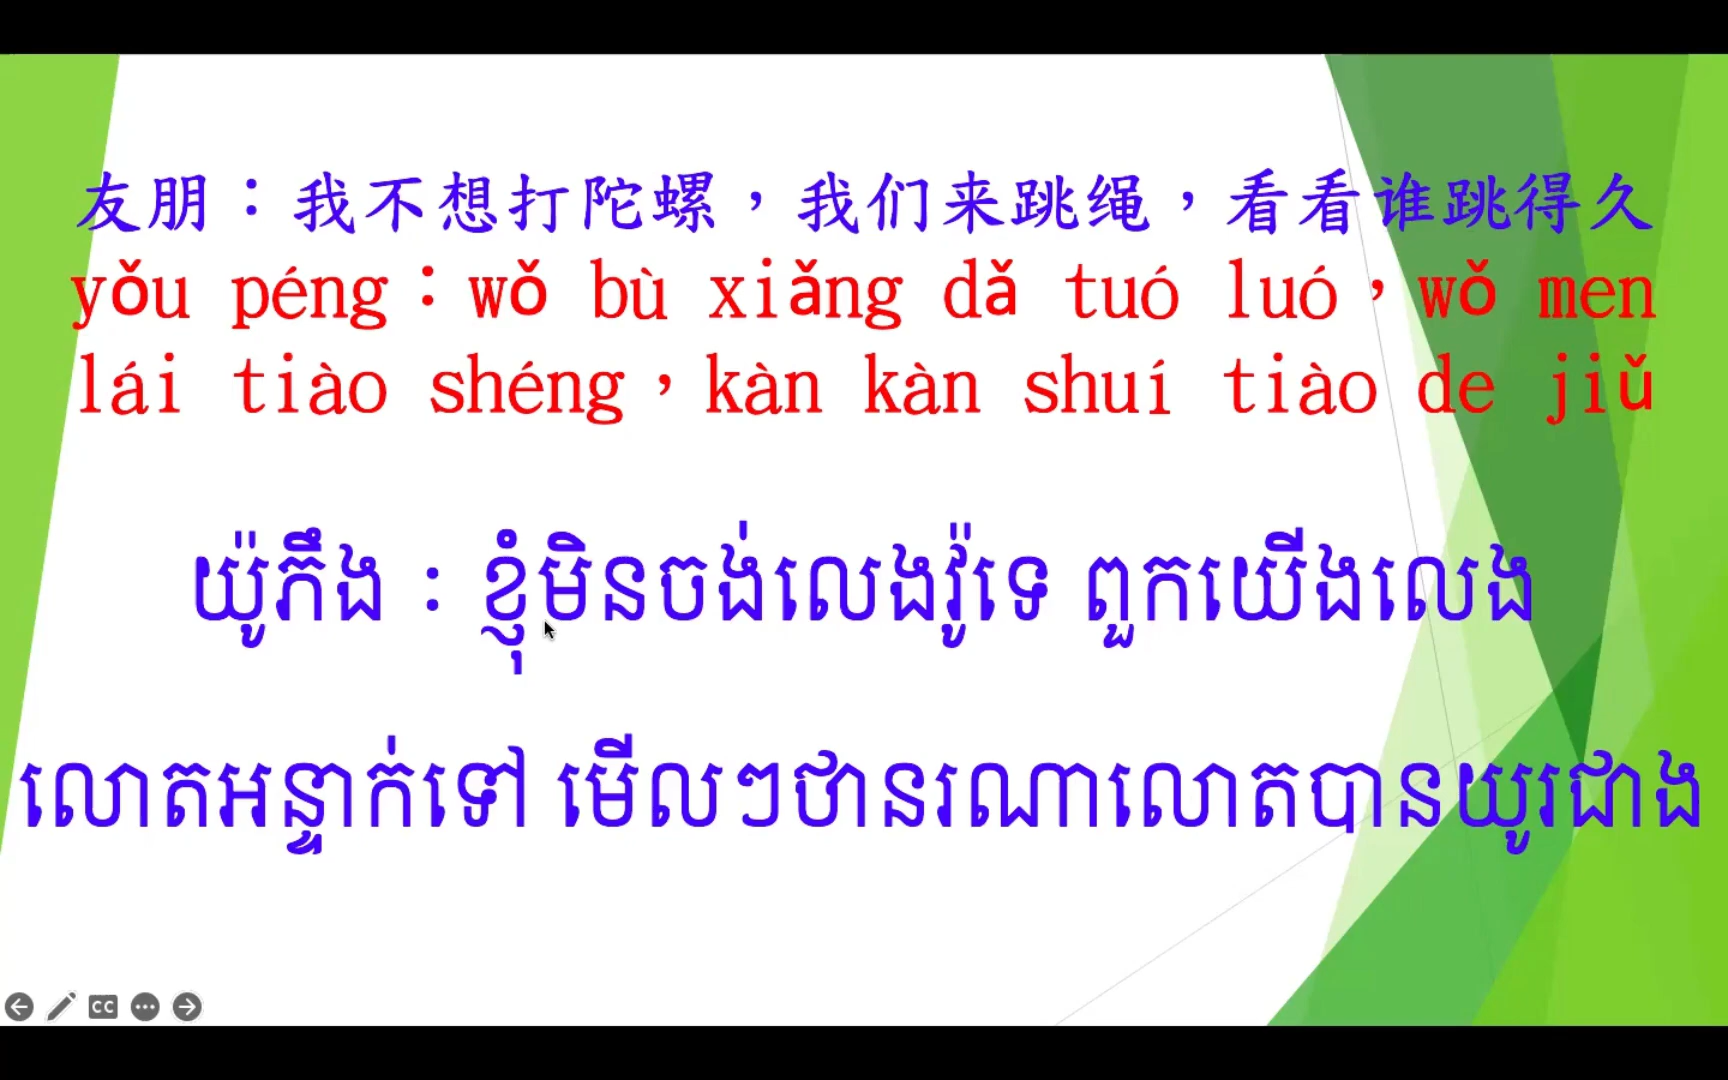 友朋：我不想打陀螺，我们来跳绳，看看谁跳得久
yǒu péng：wǒ bù xiǎng dǎ tuó luó，wǒ men
lái tiào shéng，kàn kàn shuí tiào de jiǔ
យ៉ូភឹង : ខ្ញុំមិនចង់លេងវ៉ូទេ ពួកយើងលេង
លោតអន្ទាក់ទៅ មើលៗថានរណាលោតបានយូរជាង
CC